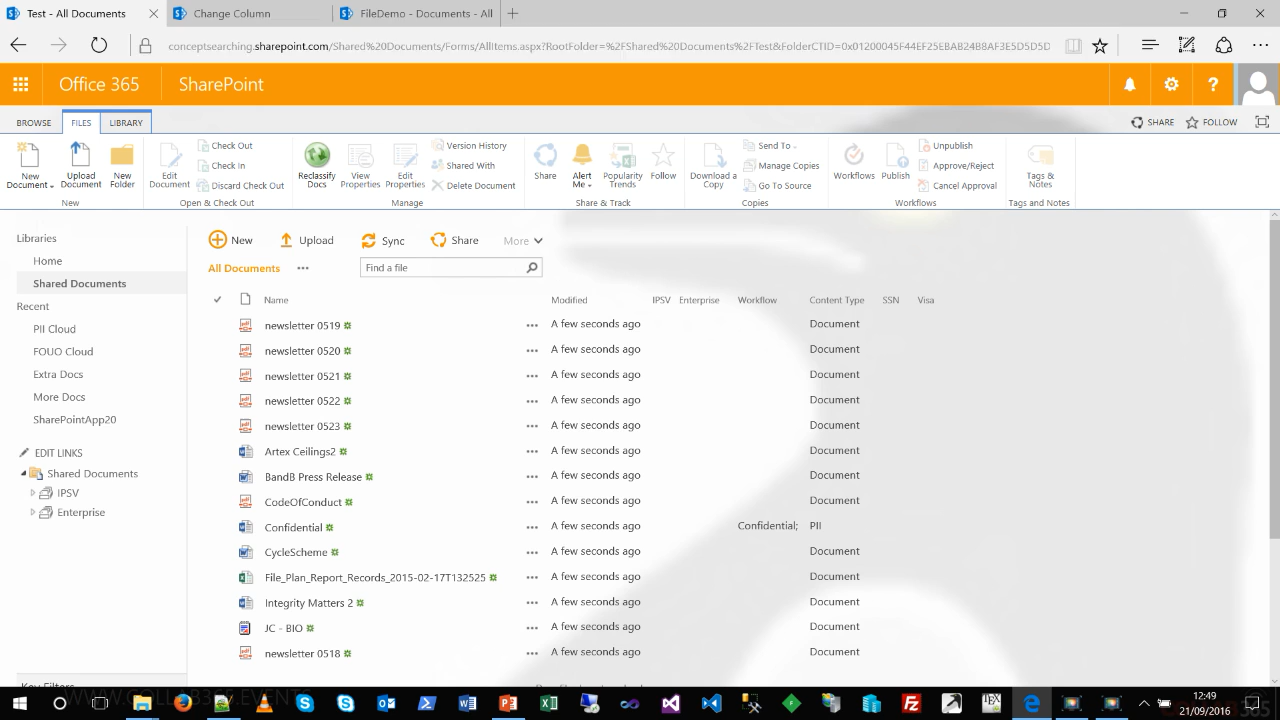 Test - Documents - All
Change Column
FileDemo - Documents - All
conceptsearching.sharepoint.com/Shared%20Documents/Forms/AllItems.aspx?RootFolder=%2FShared%20Documents%2FTest&FolderCTID=0x01200045F44EF25EBAB24B8AF3E5D5D5D
Office 365
SharePoint
?
BROWSE
FILES
LIBRARY
SHARE
FOLLOW
New Document
Upload Document
New Folder
New
Edit Document
Check Out
Check In
Discard Check Out
Open & Check Out
Reclassify Docs
View Properties
Edit Properties
Version History
Shared With
Delete Document
Manage
Share
Alert Me
Popularity Trends
Follow
Share & Track
Download a Copy
Send To
Manage Copies
Go To Source
Copies
Workflows
Publish
Unpublish
Approve/Reject
Cancel Approval
Workflows
Tags & Notes
Tags and Notes
Libraries
Home
Shared Documents
Recent
PII Cloud
FOUO Cloud
Extra Docs
More Docs
SharePointApp20
EDIT LINKS
Shared Documents
IPSV
Enterprise
Key Filters
New
Upload
Sync
Share
More
All Documents
Find a file
Name Modified IPSV Enterprise Workflow Content Type SSN Visa
newsletter 0519 A few seconds ago Document
newsletter 0520 A few seconds ago Document
newsletter 0521 A few seconds ago Document
newsletter 0522 A few seconds ago Document
newsletter 0523 A few seconds ago Document
Artex Ceilings2 A few seconds ago Document
BandB Press Release A few seconds ago Document
CodeOfConduct A few seconds ago Document
Confidential A few seconds ago Confidential; PII
CycleScheme A few seconds ago Document
File_Plan_Report_Records_2015-02-17T132525 A few seconds ago Document
Integrity Matters 2 A few seconds ago Document
JC - BIO A few seconds ago Document
newsletter 0518 A few seconds ago Document
WWW.COLLAB365.EVENTS
12:49
21/09/2016